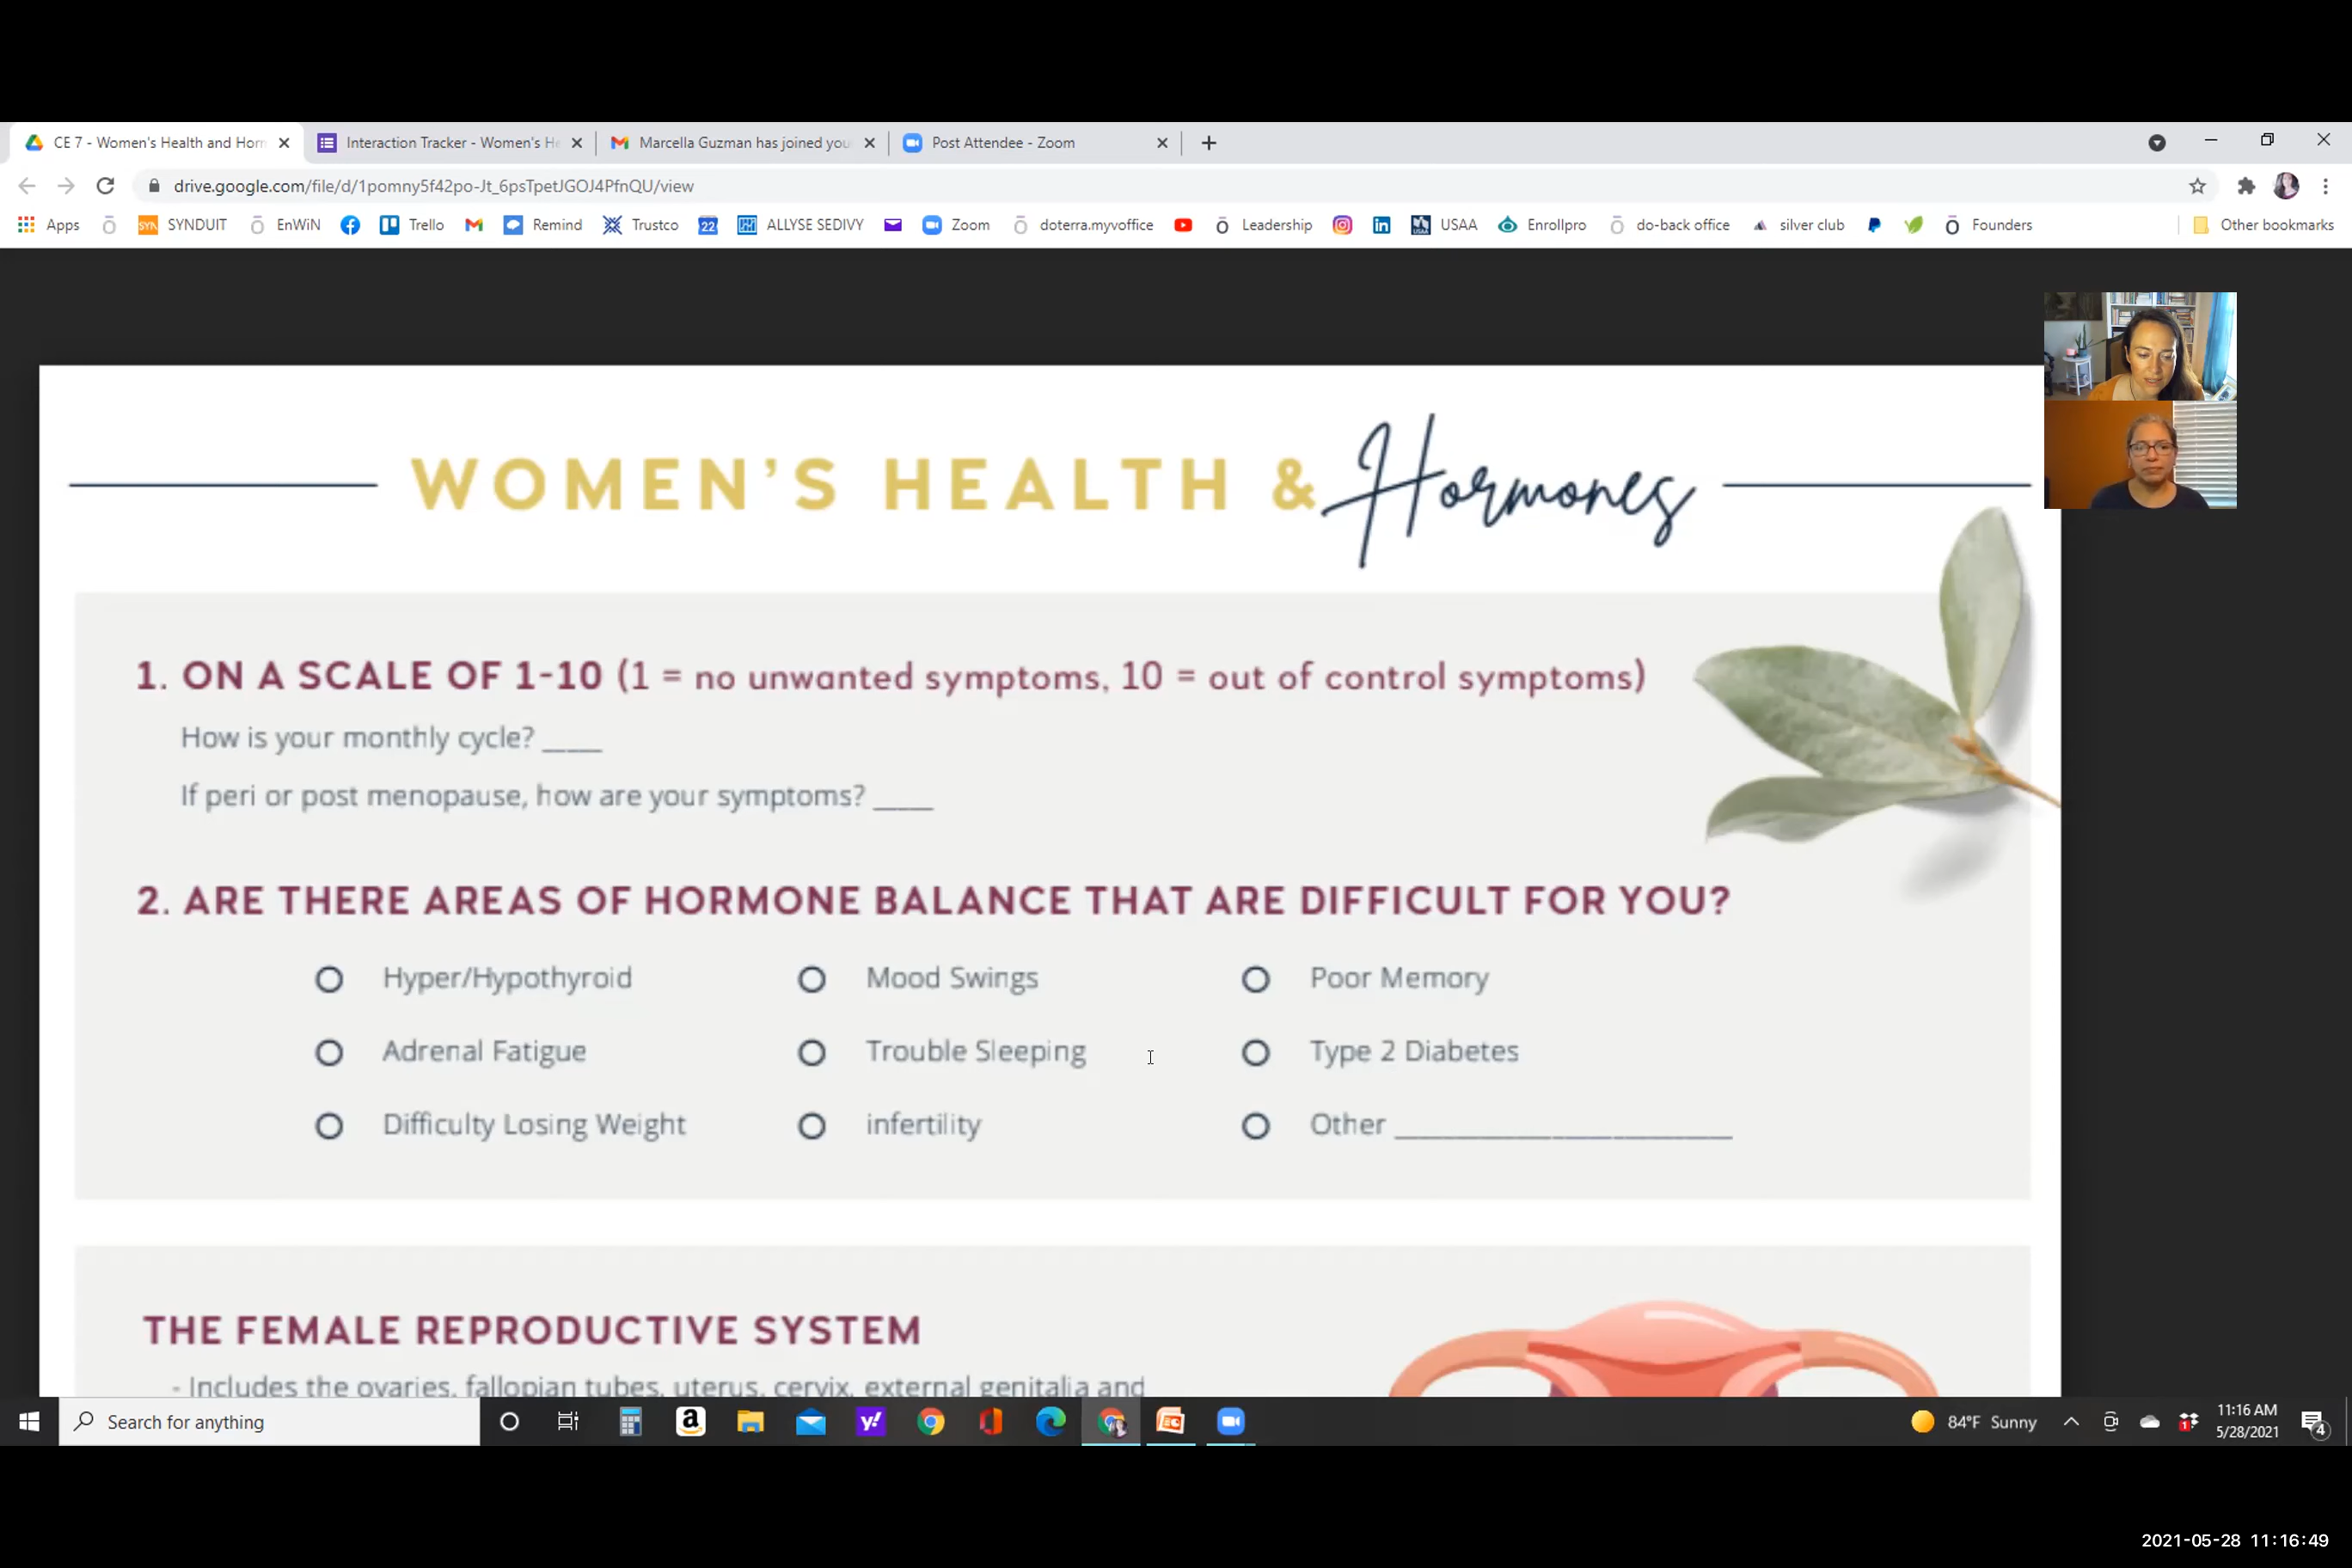 CE 7 - Women's Health and Horm
Interaction Tracker - Women's He
Marcella Guzman has joined you
Post Attendee - Zoom
drive.google.com/file/d/1pomny5f42po-Jt_6psTpetJGOJ4PfnQU/view
Apps SYN SYNDUIT EnWiN Trello Remind Trustco 22 ALLYSE SEDIVY Zoom doterra.myvoffice Leadership USAA Enrollpro do-back office silver club Founders Other bookmarks
WOMEN'S HEALTH & Hormones
1. ON A SCALE OF 1-10 (1 = no unwanted symptoms, 10 = out of control symptoms)
How is your monthly cycle? ____
If peri or post menopause, how are your symptoms? ____
2. ARE THERE AREAS OF HORMONE BALANCE THAT ARE DIFFICULT FOR YOU?
Hyper/Hypothyroid Mood Swings Poor Memory
Adrenal Fatigue Trouble Sleeping Type 2 Diabetes
Difficulty Losing Weight infertility Other ____________________
THE FEMALE REPRODUCTIVE SYSTEM
- Includes the ovaries, fallopian tubes, uterus, cervix, external genitalia and
Search for anything
84°F Sunny
11:16 AM
5/28/2021
4
2021-05-28 11:16:49